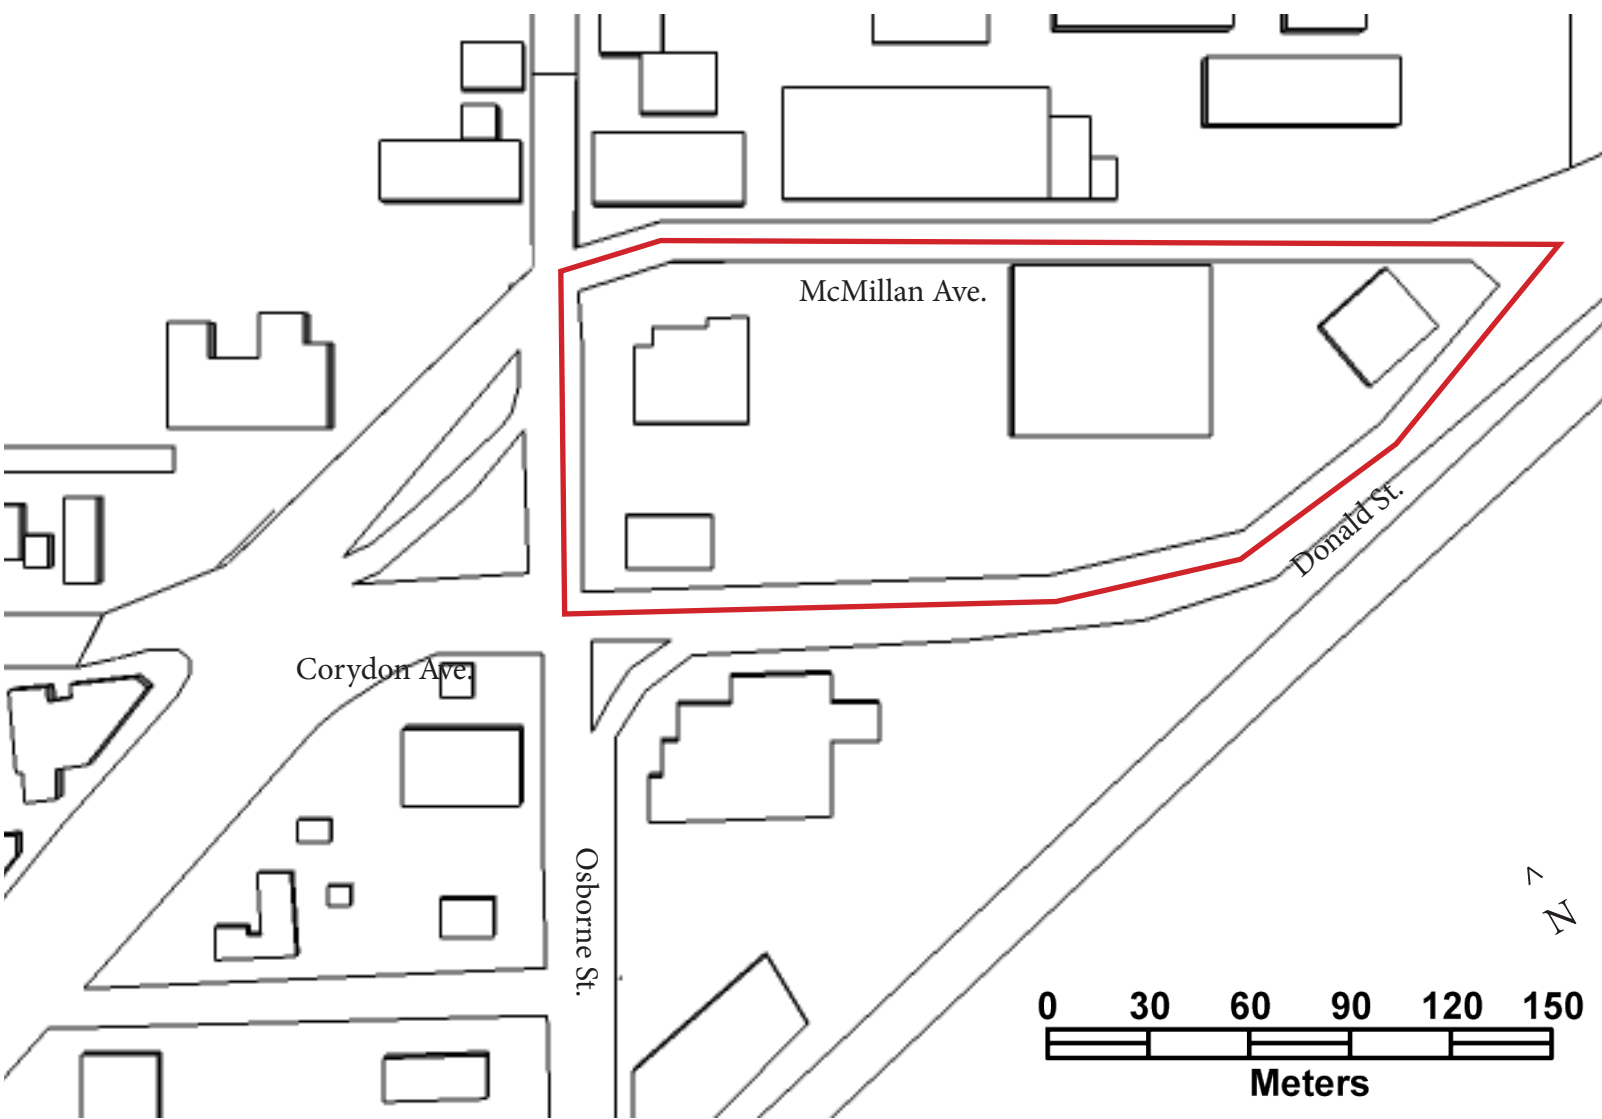 McMillan Ave.
Donald St.
Corydon Ave.
Osborne St.
^
N
0 30 60 90 120 150
Meters